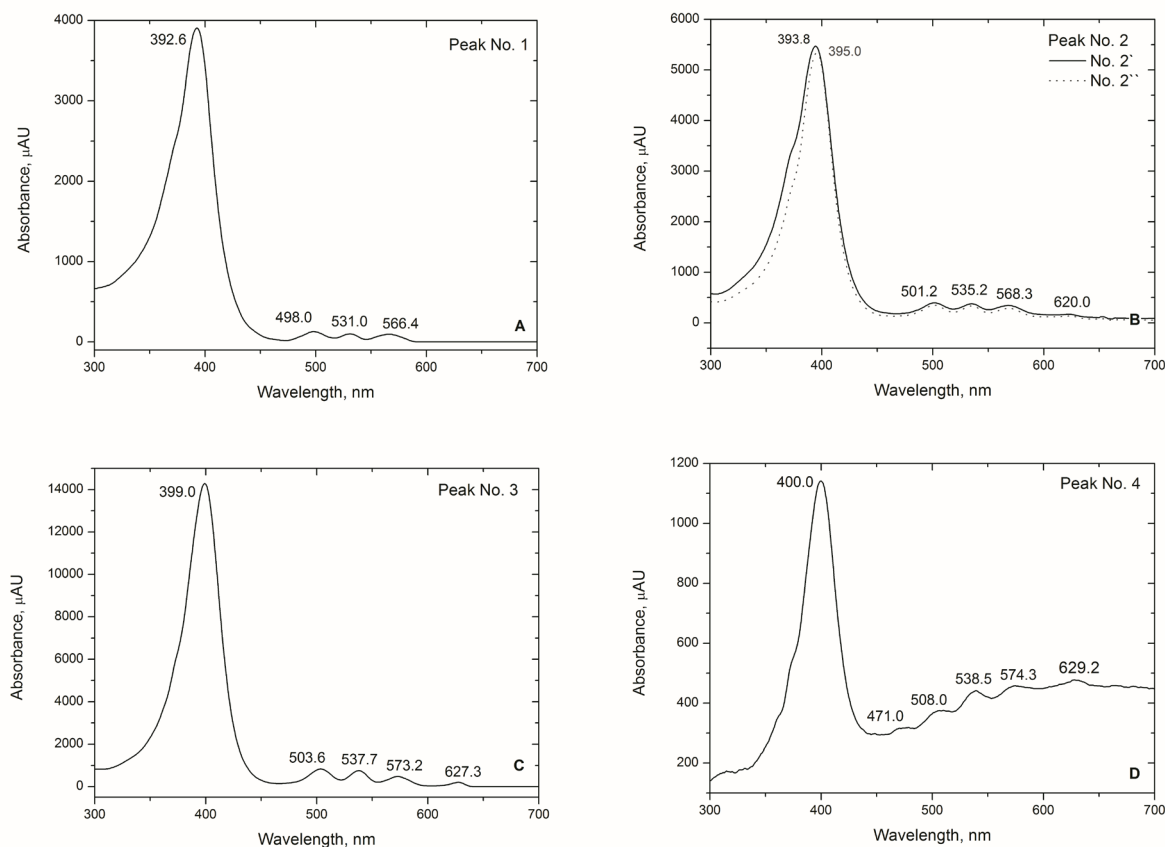 4000
3000
2000
1000
0
300 400 500 600 700
Absorbance, μAU
Wavelength, nm
392.6
Peak No. 1
498.0
531.0
566.4
A
6000
5000
4000
3000
2000
1000
0
300 400 500 600 700
Absorbance, μAU
Wavelength, nm
393.8
395.0
Peak No. 2
No. 2`
No. 2``
501.2
535.2
568.3
620.0
B
14000
12000
10000
8000
6000
4000
2000
0
300 400 500 600 700
Absorbance, μAU
Wavelength, nm
399.0
Peak No. 3
503.6
537.7
573.2
627.3
C
1200
1000
800
600
400
200
300 400 500 600 700
Absorbance, μAU
Wavelength, nm
400.0
Peak No. 4
471.0
508.0
538.5
574.3
629.2
D